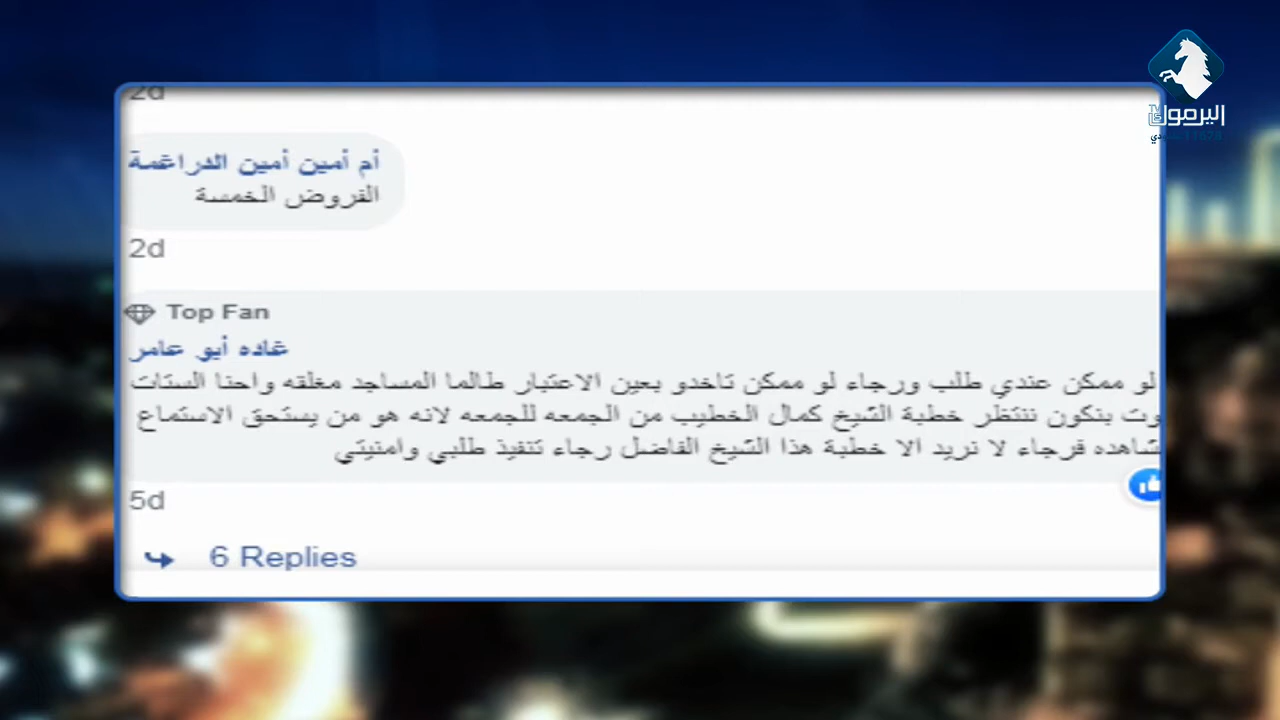 2d
أم أمين أمين الدراغمة
الفروض الخمسة
2d
Top Fan
غاده أبو عامر
لو ممكن عندي طلب ورجاء لو ممكن تاخدو بعين الاعتبار طالما المساجد مغلقه واحنا الستات
وت بنكون ننتظر خطبة الشيخ كمال الخطيب من الجمعه للجمعه لانه هو من يستحق الاستماع
شاهده فرجاء لا نريد الا خطبة هذا الشيخ الفاضل رجاء تنفيذ طلبي وامنيتي
5d
6 Replies
اليرموك